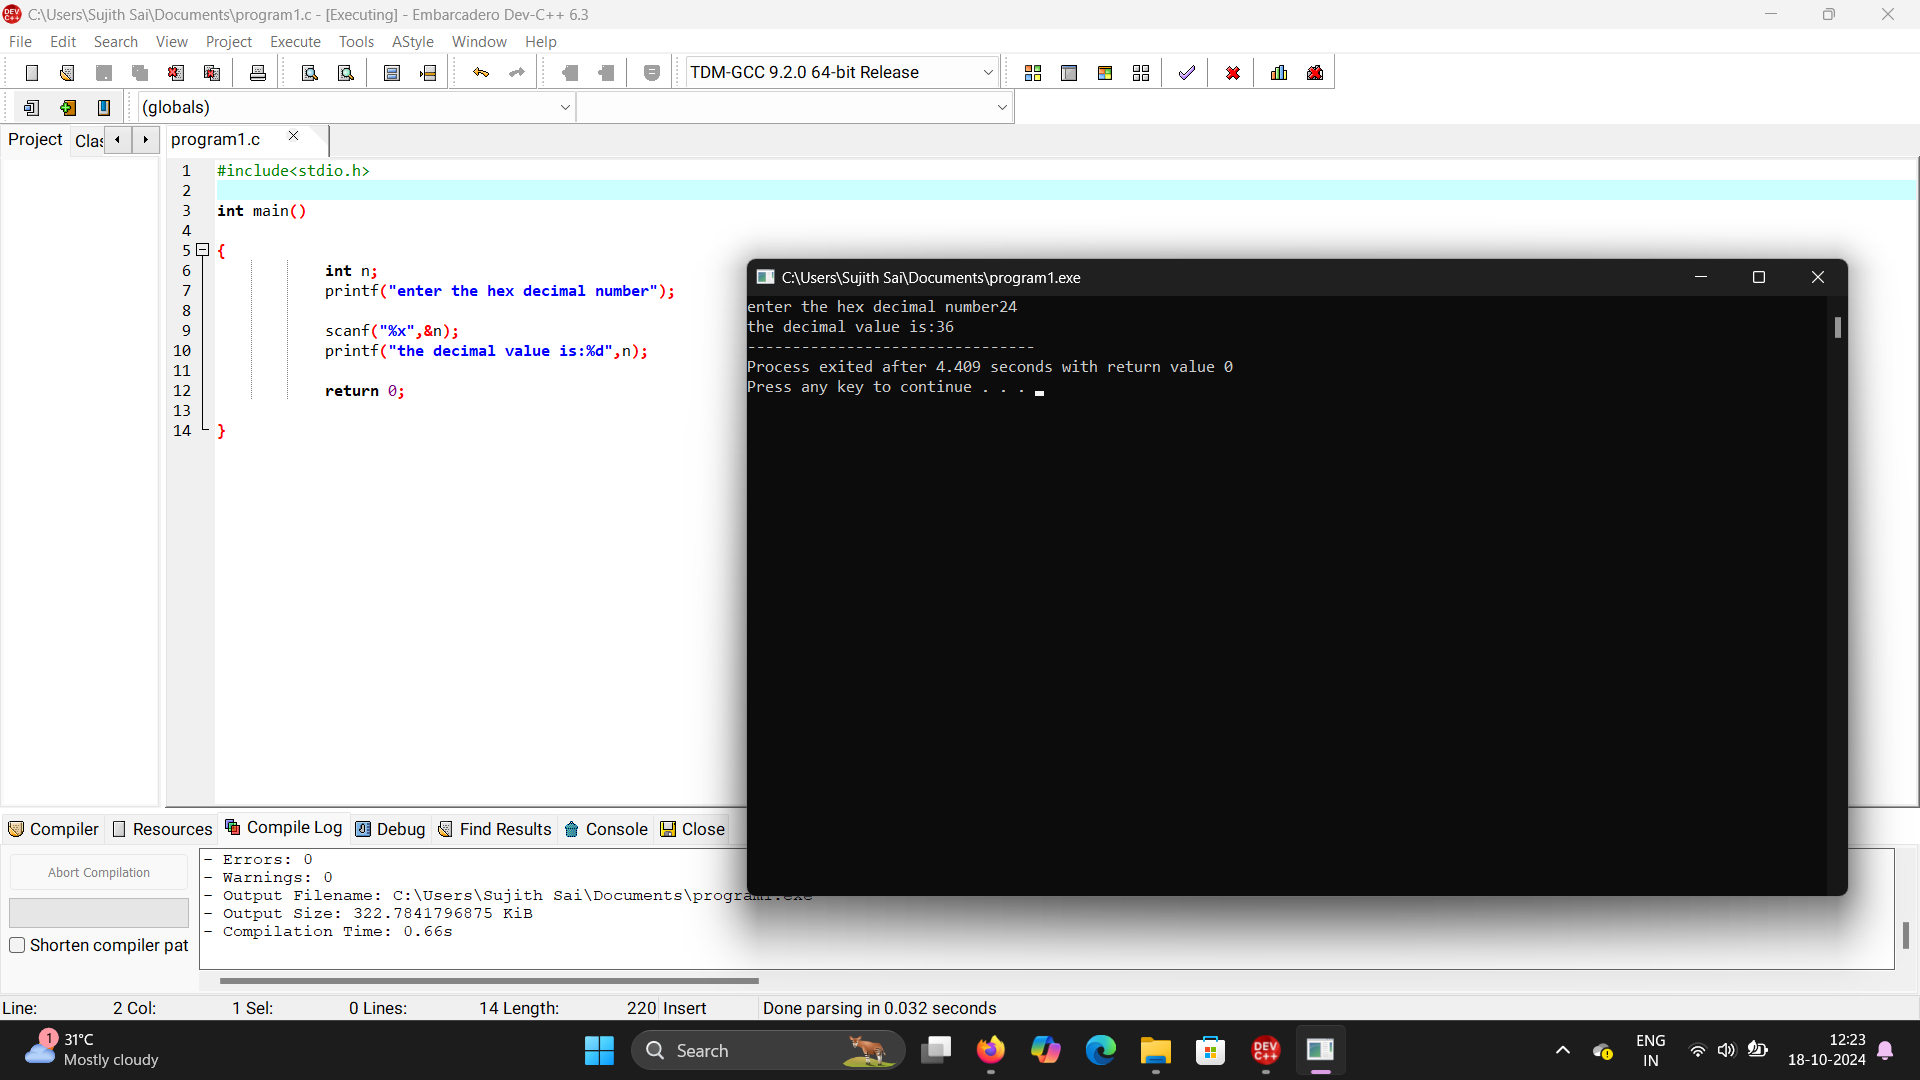 C:\Users\Sujith Sai\Documents\program1.c - [Executing] - Embarcadero Dev-C++ 6.3
File Edit Search View Project Execute Tools AStyle Window Help
TDM-GCC 9.2.0 64-bit Release
(globals)
Project Clas program1.c
1 #include<stdio.h>
2
3 int main()
4
5 {
6 int n;
7 printf("enter the hex decimal number");
8
9 scanf("%x",&n);
10 printf("the decimal value is:%d",n);
11
12 return 0;
13
14 }
C:\Users\Sujith Sai\Documents\program1.exe
enter the hex decimal number24
the decimal value is:36
--------------------------------
Process exited after 4.409 seconds with return value 0
Press any key to continue . . .
Compiler Resources Compile Log Debug Find Results Console Close
Abort Compilation
Shorten compiler pat
- Errors: 0
- Warnings: 0
- Output Filename: C:\Users\Sujith Sai\Documents\program1.exe
- Output Size: 322.7841796875 KiB
- Compilation Time: 0.66s
Line: 2 Col: 1 Sel: 0 Lines: 14 Length: 220 Insert Done parsing in 0.032 seconds
1
31°C
Mostly cloudy
Search
DEV C++
ENG
IN
12:23
18-10-2024